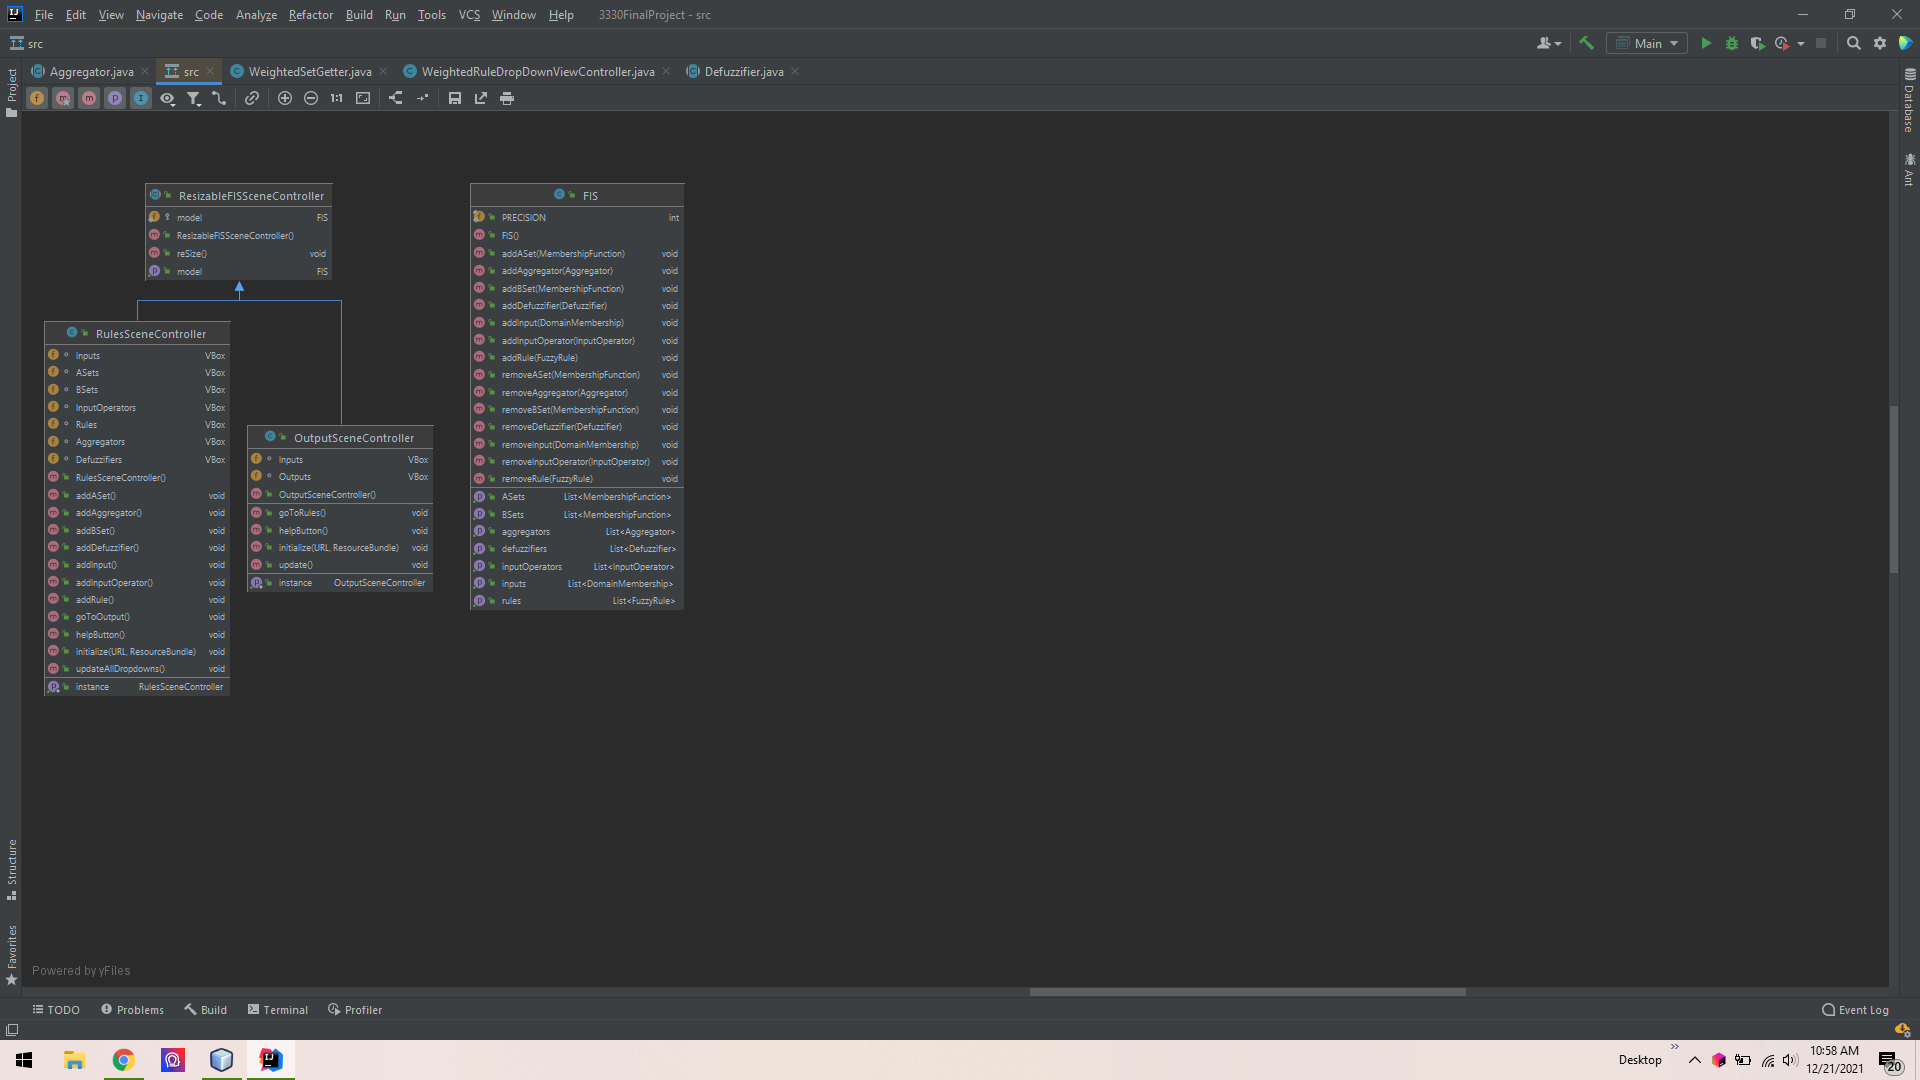 File Edit View Navigate Code Analyze Refactor Build Run Tools VCS Window Help 3330FinalProject - src
src
Main
Aggregator.java src WeightedSetGetter.java WeightedRuleDropDownViewController.java Defuzzifier.java
1:1
Project
Structure
Favorites
Database
Ant
ResizableFISSceneController
model FIS
ResizableFISSceneController()
reSize() void
model FIS
RulesSceneController
Inputs VBox
ASets VBox
BSets VBox
InputOperators VBox
Rules VBox
Aggregators VBox
Defuzzifiers VBox
RulesSceneController()
addASet() void
addAggregator() void
addBSet() void
addDefuzzifier() void
addInput() void
addInputOperator() void
addRule() void
goToOutput() void
helpButton() void
initialize(URL, ResourceBundle) void
updateAllDropdowns() void
instance RulesSceneController
OutputSceneController
Inputs VBox
Outputs VBox
OutputSceneController()
goToRules() void
helpButton() void
initialize(URL, ResourceBundle) void
update() void
instance OutputSceneController
FIS
PRECISION int
FIS()
addASet(MembershipFunction) void
addAggregator(Aggregator) void
addBSet(MembershipFunction) void
addDefuzzifier(Defuzzifier) void
addInput(DomainMembership) void
addInputOperator(InputOperator) void
addRule(FuzzyRule) void
removeASet(MembershipFunction) void
removeAggregator(Aggregator) void
removeBSet(MembershipFunction) void
removeDefuzzifier(Defuzzifier) void
removeInput(DomainMembership) void
removeInputOperator(InputOperator) void
removeRule(FuzzyRule) void
ASets List<MembershipFunction>
BSets List<MembershipFunction>
aggregators List<Aggregator>
defuzzifiers List<Defuzzifier>
inputOperators List<InputOperator>
inputs List<DomainMembership>
rules List<FuzzyRule>
Powered by yFiles
TODO Problems Build Terminal Profiler Event Log
Desktop
10:58 AM
12/21/2021
20